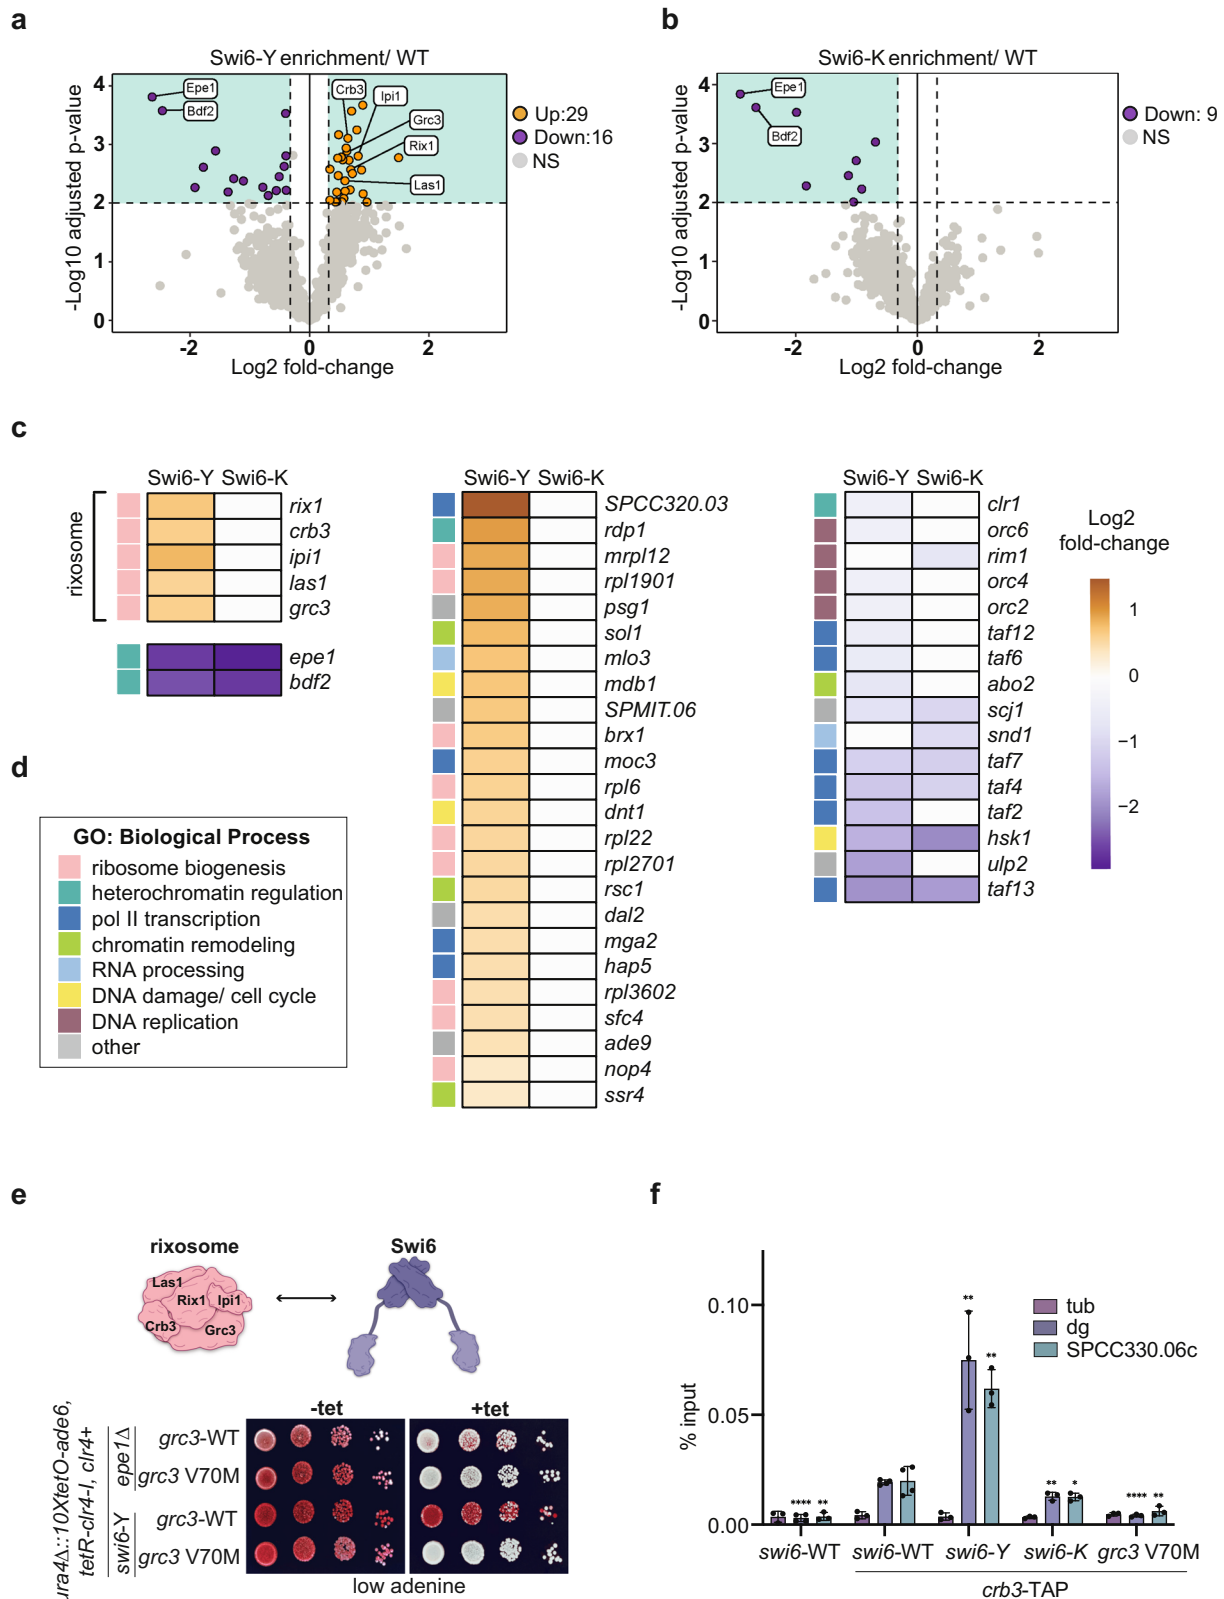 a
Swi6-Y enrichment/ WT
-Log10 adjusted p-value
4
3
2
1
0
Epe1
Bdf2
Crb3
Ipi1
Grc3
Rix1
Las1
Up:29
Down:16
NS
-2
0
2
Log2 fold-change
b
Swi6-K enrichment/ WT
-Log10 adjusted p-value
4
3
2
1
0
Epe1
Bdf2
Down: 9
NS
-2
0
2
Log2 fold-change
c
Swi6-Y Swi6-K
rixosome
rix1
crb3
ipi1
las1
grc3
epe1
bdf2
Swi6-Y Swi6-K
SPCC320.03
rdp1
mrpl12
rpl1901
psg1
sol1
mlo3
mdb1
SPMIT.06
brx1
moc3
rpl6
dnt1
rpl22
rpl2701
rsc1
dal2
mga2
hap5
rpl3602
sfc4
ade9
nop4
ssr4
Swi6-Y Swi6-K
clr1
orc6
rim1
orc4
orc2
taf12
taf6
abo2
scj1
snd1
taf7
taf4
taf2
hsk1
ulp2
taf13
Log2
fold-change
1
0
−1
−2
d
GO: Biological Process
ribosome biogenesis
heterochromatin regulation
pol II transcription
chromatin remodeling
RNA processing
DNA damage/ cell cycle
DNA replication
other
e
rixosome
Las1
Rix1
Ipi1
Crb3
Grc3
Swi6
-tet
+tet
ura4Δ::10XtetO-ade6,
tetR-clr4-I, clr4+
epe1Δ
swi6-Y
grc3-WT
grc3 V70M
grc3-WT
grc3 V70M
low adenine
f
% input
0.10
0.05
0.00
tub
dg
SPCC330.06c
**** **
** **
** *
**** **
swi6-WT
swi6-WT
swi6-Y
swi6-K
grc3 V70M
crb3-TAP